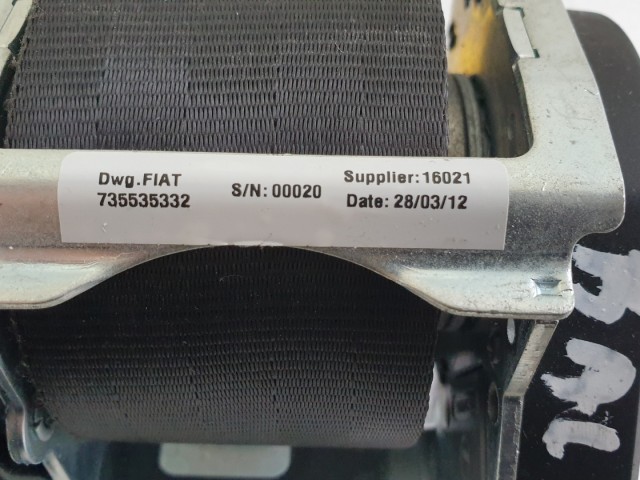 Dwg.FIAT
735535332
S/N: 00020
Supplier:16021
Date: 28/03/12